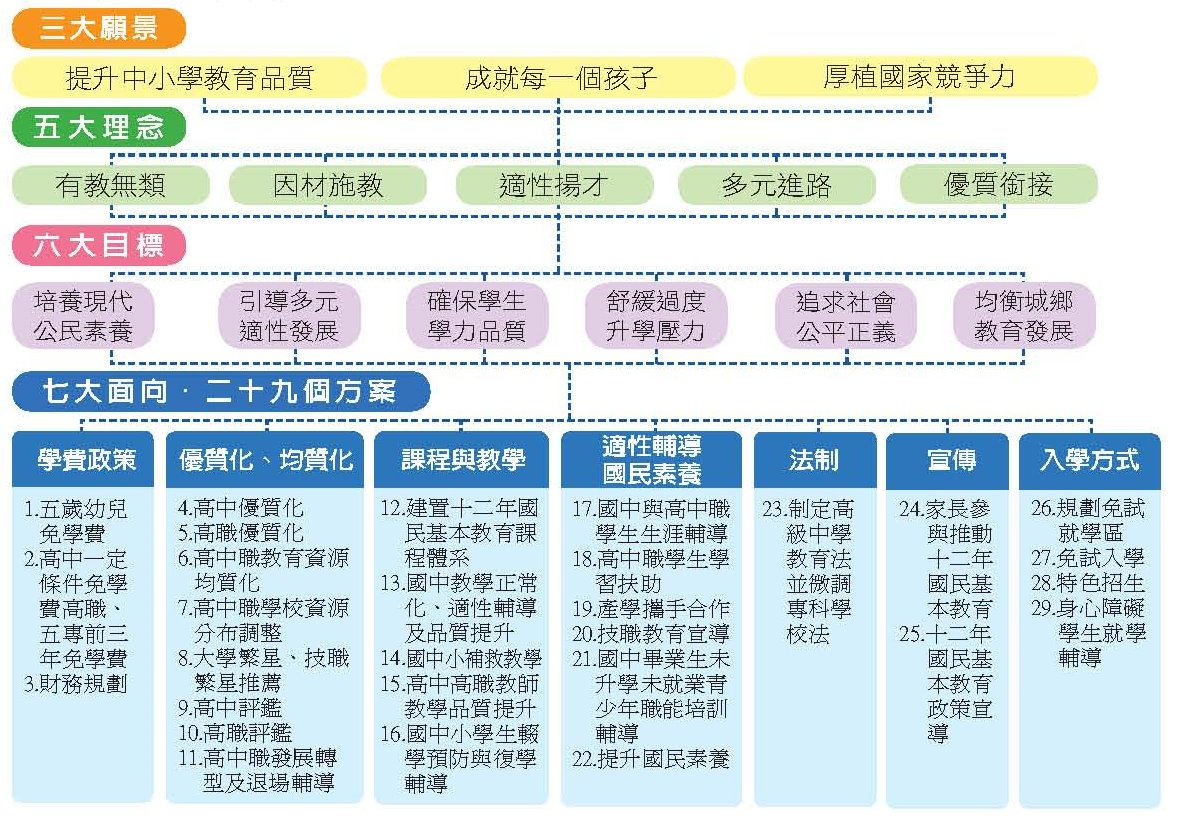 三大願景
提升中小學教育品質
成就每一個孩子
厚植國家競爭力
五大理念
有教無類
因材施教
適性揚才
多元進路
優質銜接
六大目標
培養現代
公民素養
引導多元
適性發展
確保學生
學力品質
舒緩過度
升學壓力
追求社會
公平正義
均衡城鄉
教育發展
七大面向‧二十九個方案
學費政策
1.五歲幼兒
免學費
2.高中一定
條件免學
費高職、
五專前三
年免學費
3.財務規劃
優質化、均質化
4.高中優質化
5.高職優質化
6.高中職教育資源
均質化
7.高中職學校資源
分布調整
8.大學繁星、技職
繁星推薦
9.高中評鑑
10.高職評鑑
11.高中職發展轉
型及退場輔導
課程與教學
12.建置十二年國
民基本教育課
程體系
13.國中教學正常
化、適性輔導
及品質提升
14.國中小補救教學
15.高中高職教師
教學品質提升
16.國中小學生輟
學預防與復學
輔導
適性輔導
國民素養
17.國中與高中職
學生生涯輔導
18.高中職學生學
習扶助
19.產學攜手合作
20.技職教育宣導
21.國中畢業生未
升學未就業青
少年職能培訓
輔導
22.提升國民素養
法制
23.制定高
級中學
教育法
並微調
專科學
校法
宣傳
24.家長參
與推動
十二年
國民基
本教育
25.十二年
國民基
本教育
政策宣
導
入學方式
26.規劃免試
就學區
27.免試入學
28.特色招生
29.身心障礙
學生就學
輔導